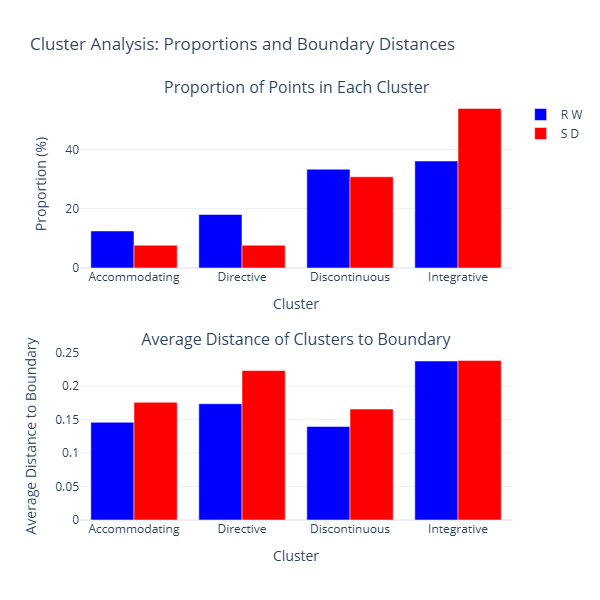 Cluster Analysis: Proportions and Boundary Distances
Proportion of Points in Each Cluster
R W
S D
Proportion (%)
40
20
0
Accommodating
Directive
Discontinuous
Integrative
Cluster
Average Distance of Clusters to Boundary
Average Distance to Boundary
0.25
0.2
0.15
0.1
0.05
0
Accommodating
Directive
Discontinuous
Integrative
Cluster